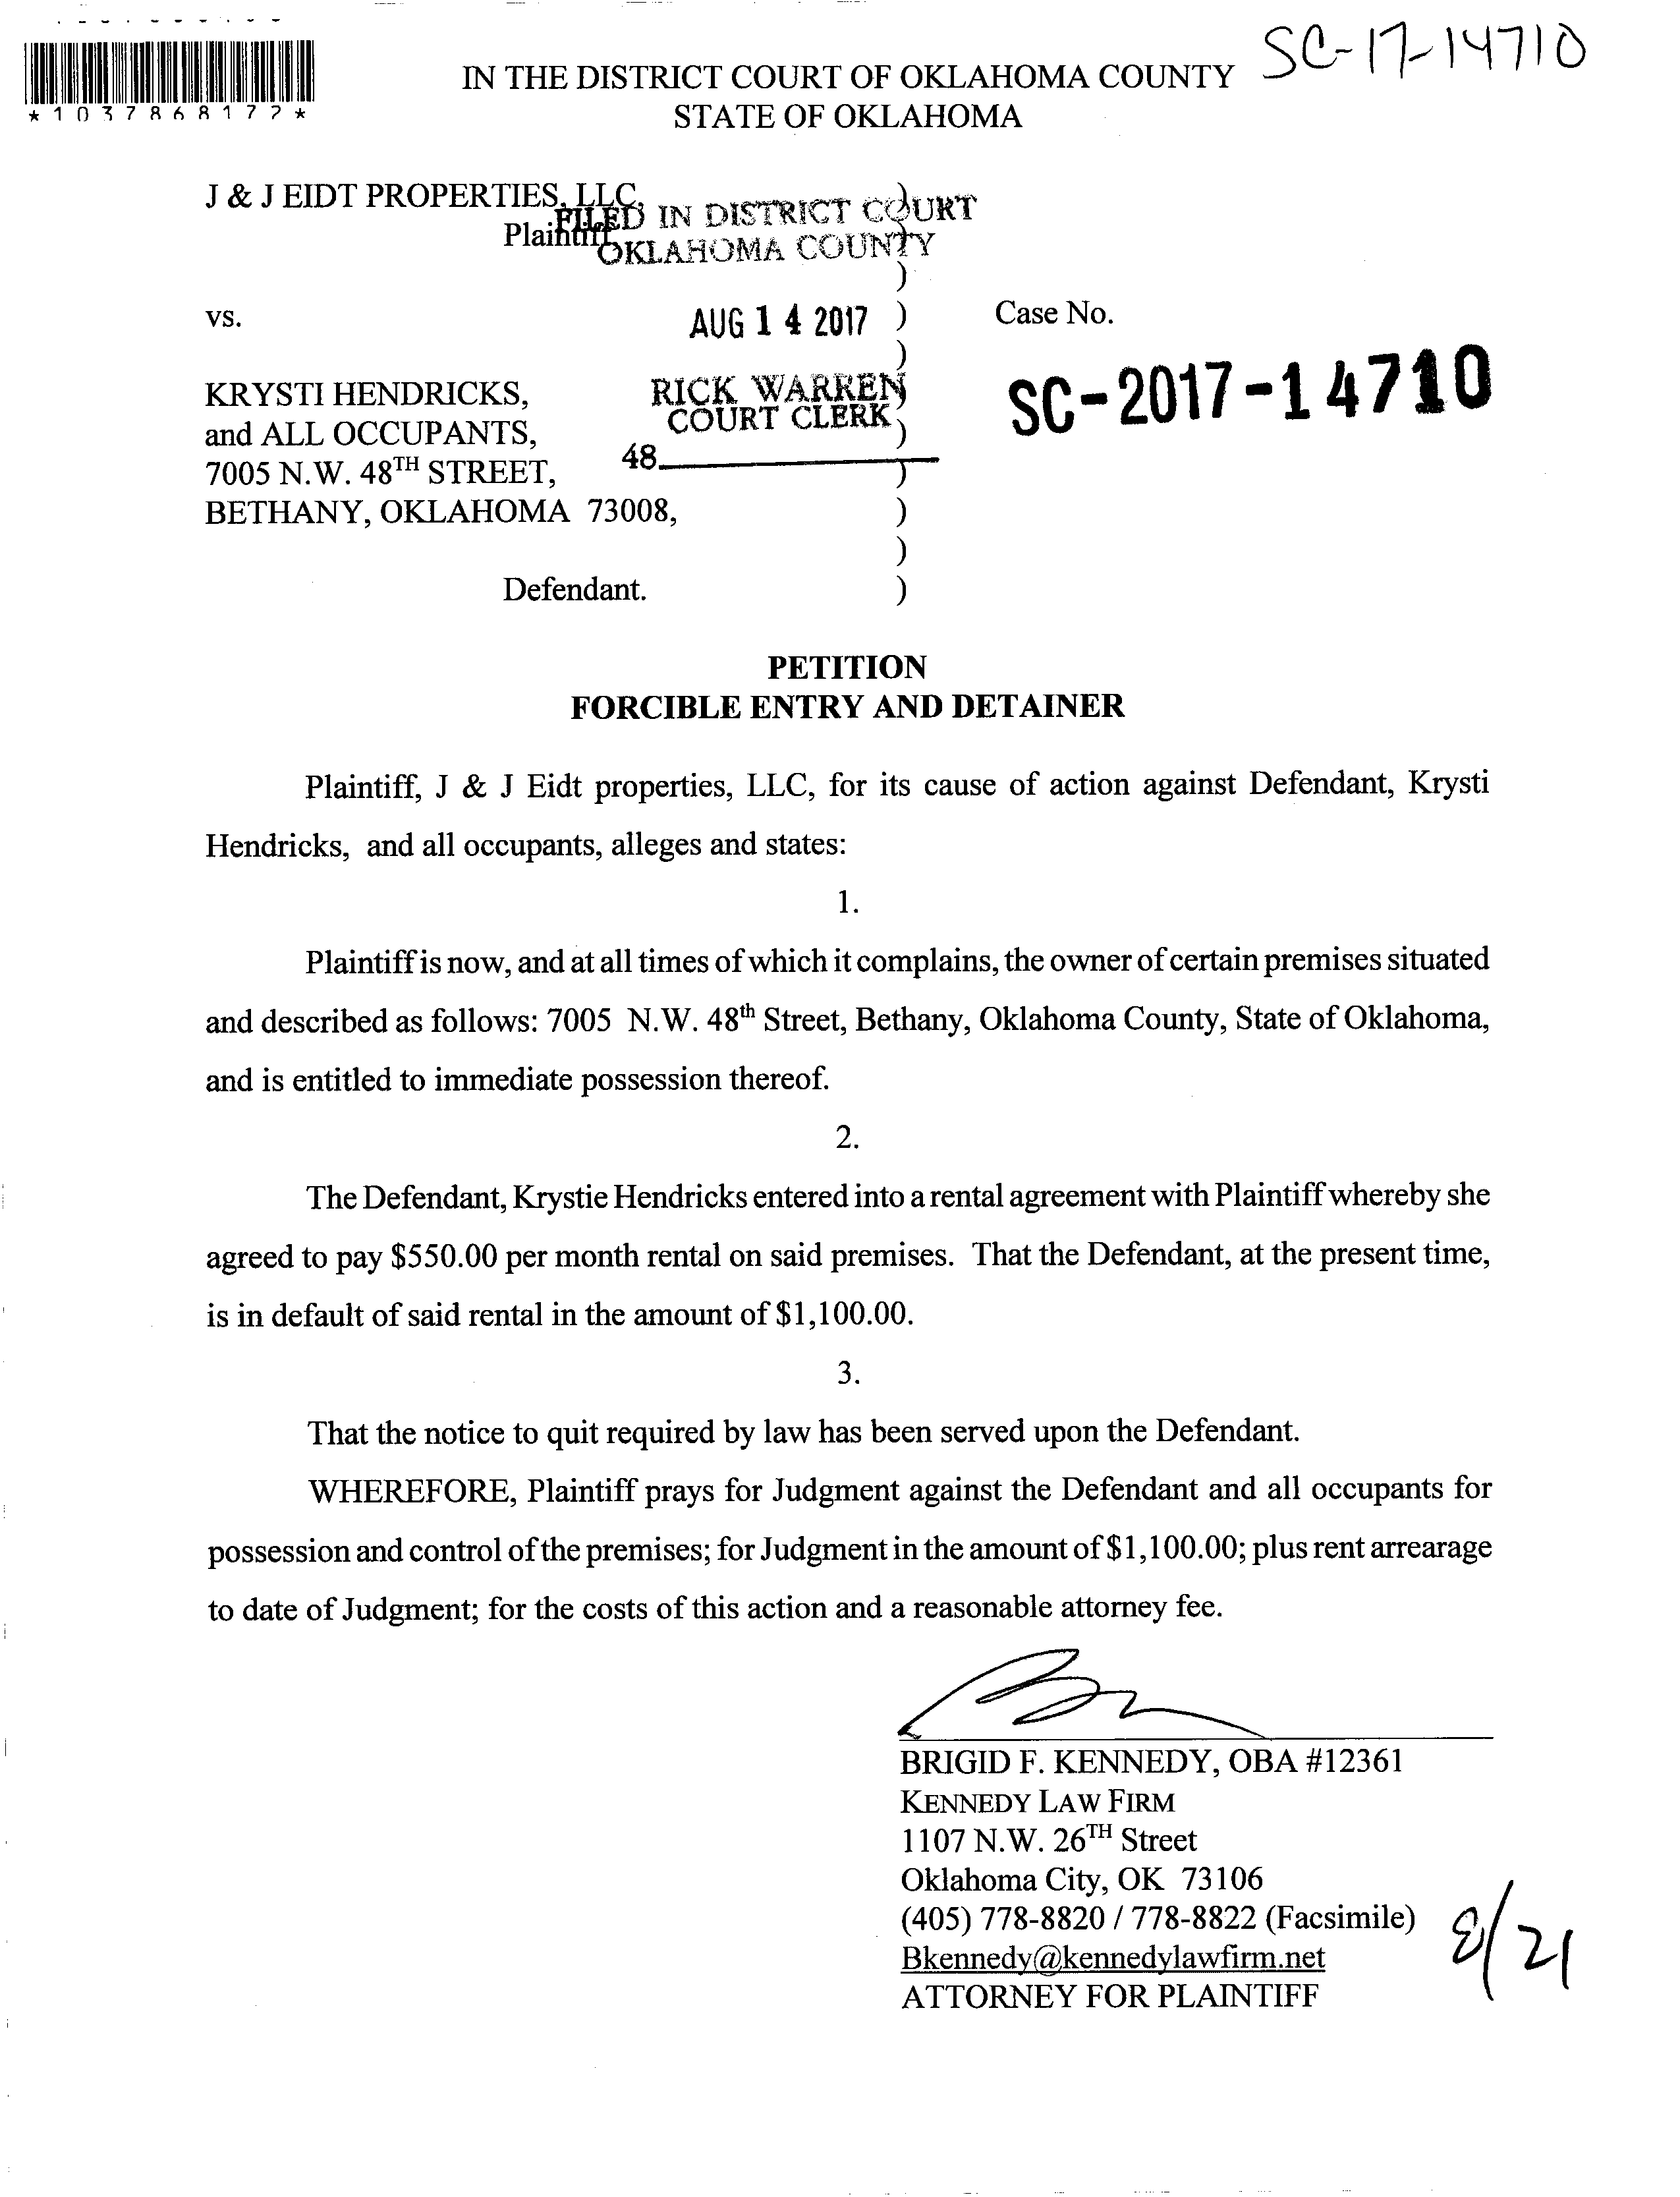 SC-17-14710
*1037868172*
IN THE DISTRICT COURT OF OKLAHOMA COUNTY
STATE OF OKLAHOMA
J & J EIDT PROPERTIES, LLC,
Plaintiff,
FILED IN DISTRICT COURT
OKLAHOMA COUNTY
)
)
)
)
vs.
AUG 14 2017 )
Case No.
)
KRYSTI HENDRICKS,
RICK WARREN
and ALL OCCUPANTS,
COURT CLERK )
SC-2017-14710
7005 N.W. 48TH STREET,
48 )
BETHANY, OKLAHOMA 73008, )
)
Defendant. )
PETITION
FORCIBLE ENTRY AND DETAINER
Plaintiff, J & J Eidt properties, LLC, for its cause of action against Defendant, Krysti
Hendricks, and all occupants, alleges and states:
1.
Plaintiff is now, and at all times of which it complains, the owner of certain premises situated
and described as follows: 7005 N.W. 48th Street, Bethany, Oklahoma County, State of Oklahoma,
and is entitled to immediate possession thereof.
2.
The Defendant, Krystie Hendricks entered into a rental agreement with Plaintiff whereby she
agreed to pay $550.00 per month rental on said premises. That the Defendant, at the present time,
is in default of said rental in the amount of $1,100.00.
3.
That the notice to quit required by law has been served upon the Defendant.
WHEREFORE, Plaintiff prays for Judgment against the Defendant and all occupants for
possession and control of the premises; for Judgment in the amount of $1,100.00; plus rent arrearage
to date of Judgment; for the costs of this action and a reasonable attorney fee.
BRIGID F. KENNEDY, OBA #12361
KENNEDY LAW FIRM
1107 N.W. 26TH Street
Oklahoma City, OK 73106
(405) 778-8820 / 778-8822 (Facsimile)
Bkennedy@kennedylawfirm.net
ATTORNEY FOR PLAINTIFF
8/21